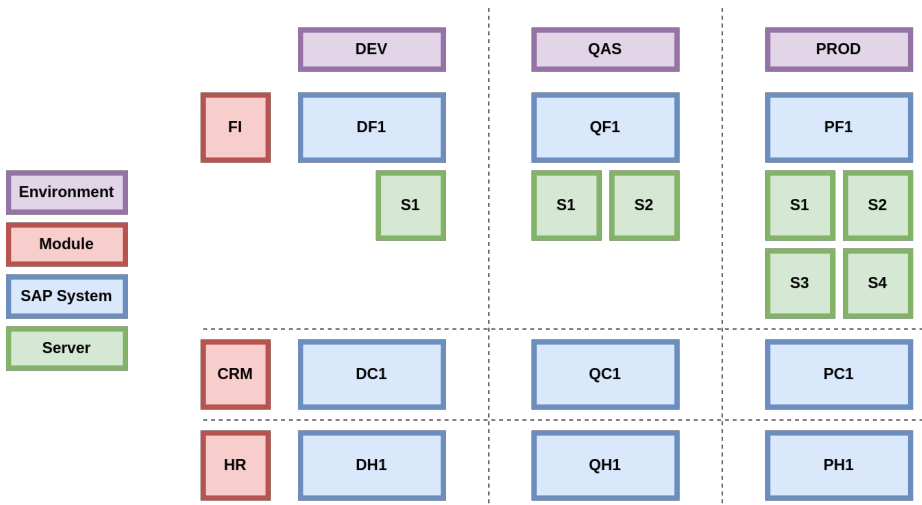 DEV
QAS
PROD
FI
DF1
QF1
PF1
Environment
S1
S1
S2
S1
S2
Module
SAP System
S3
S4
Server
CRM
DC1
QC1
PC1
HR
DH1
QH1
PH1